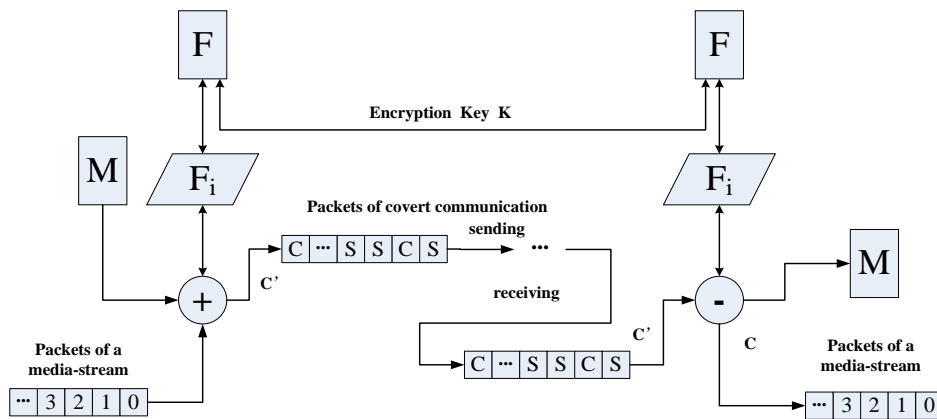 F
F
Encryption Key K
M
Fi
Fi
Packets of covert communication
sending
C ... S S C S
...
C'
M
+
receiving
-
C'
C
Packets of a
media-stream
... 3 2 1 0
C ... S S C S
Packets of a
media-stream
... 3 2 1 0